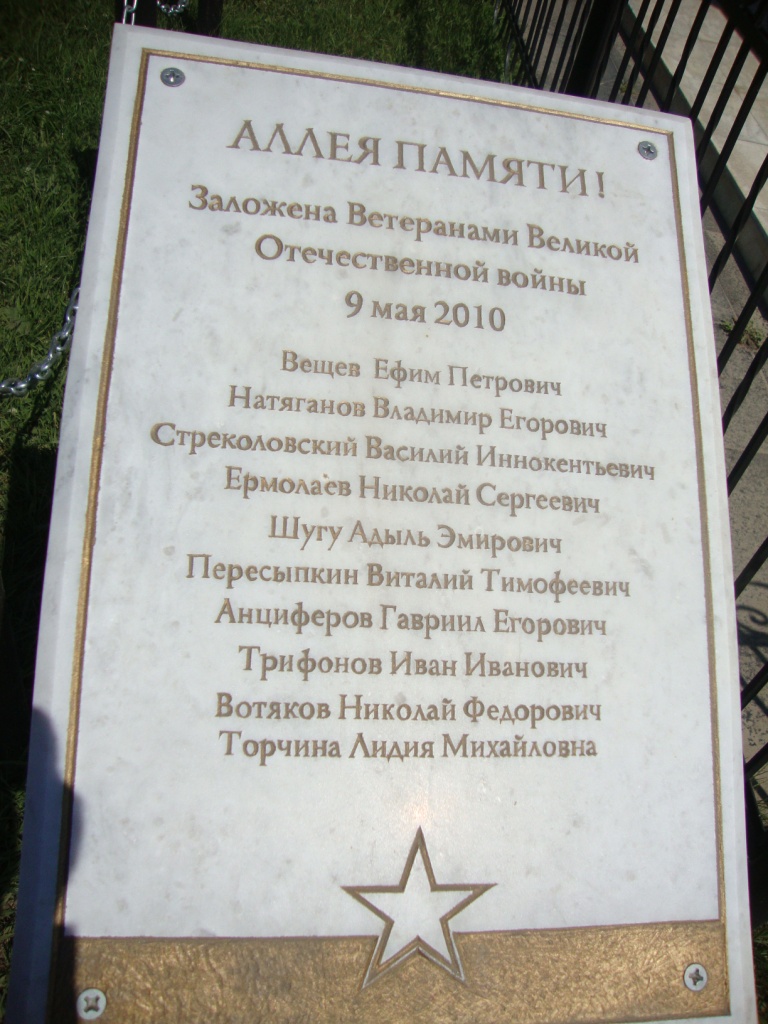 АЛЛЕЯ ПАМЯТИ!
Заложена Ветеранами Великой
Отечественной войны
9 мая 2010
Вещев Ефим Петрович
Натяганов Владимир Егорович
Стреколовский Василий Иннокентьевич
Ермолаев Николай Сергеевич
Шугу Адыль Эмирович
Пересыпкин Виталий Тимофеевич
Анциферов Гавриил Егорович
Трифонов Иван Иванович
Вотяков Николай Федорович
Торчина Лидия Михайловна